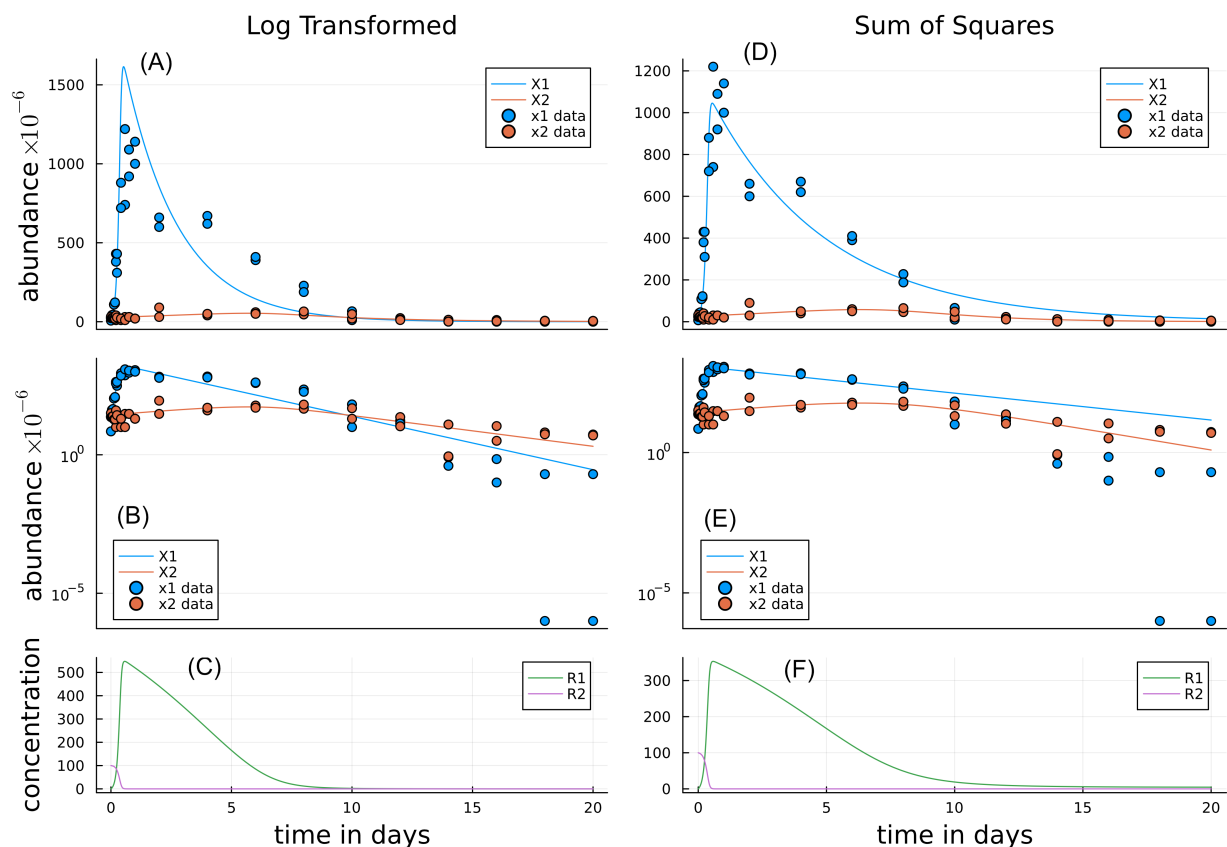 Log Transformed
Sum of Squares
(A)
(D)
abundance ×10⁻⁶
1500
1000
500
0
X1
X2
x1 data
x2 data
1200
1000
800
600
400
200
0
X1
X2
x1 data
x2 data
abundance ×10⁻⁶
10⁰
10⁻⁵
(B)
X1
X2
x1 data
x2 data
10⁰
10⁻⁵
(E)
X1
X2
x1 data
x2 data
concentration
500
400
300
200
100
0
(C)
R1
R2
0 5 10 15 20
time in days
300
200
100
0
(F)
R1
R2
0 5 10 15 20
time in days